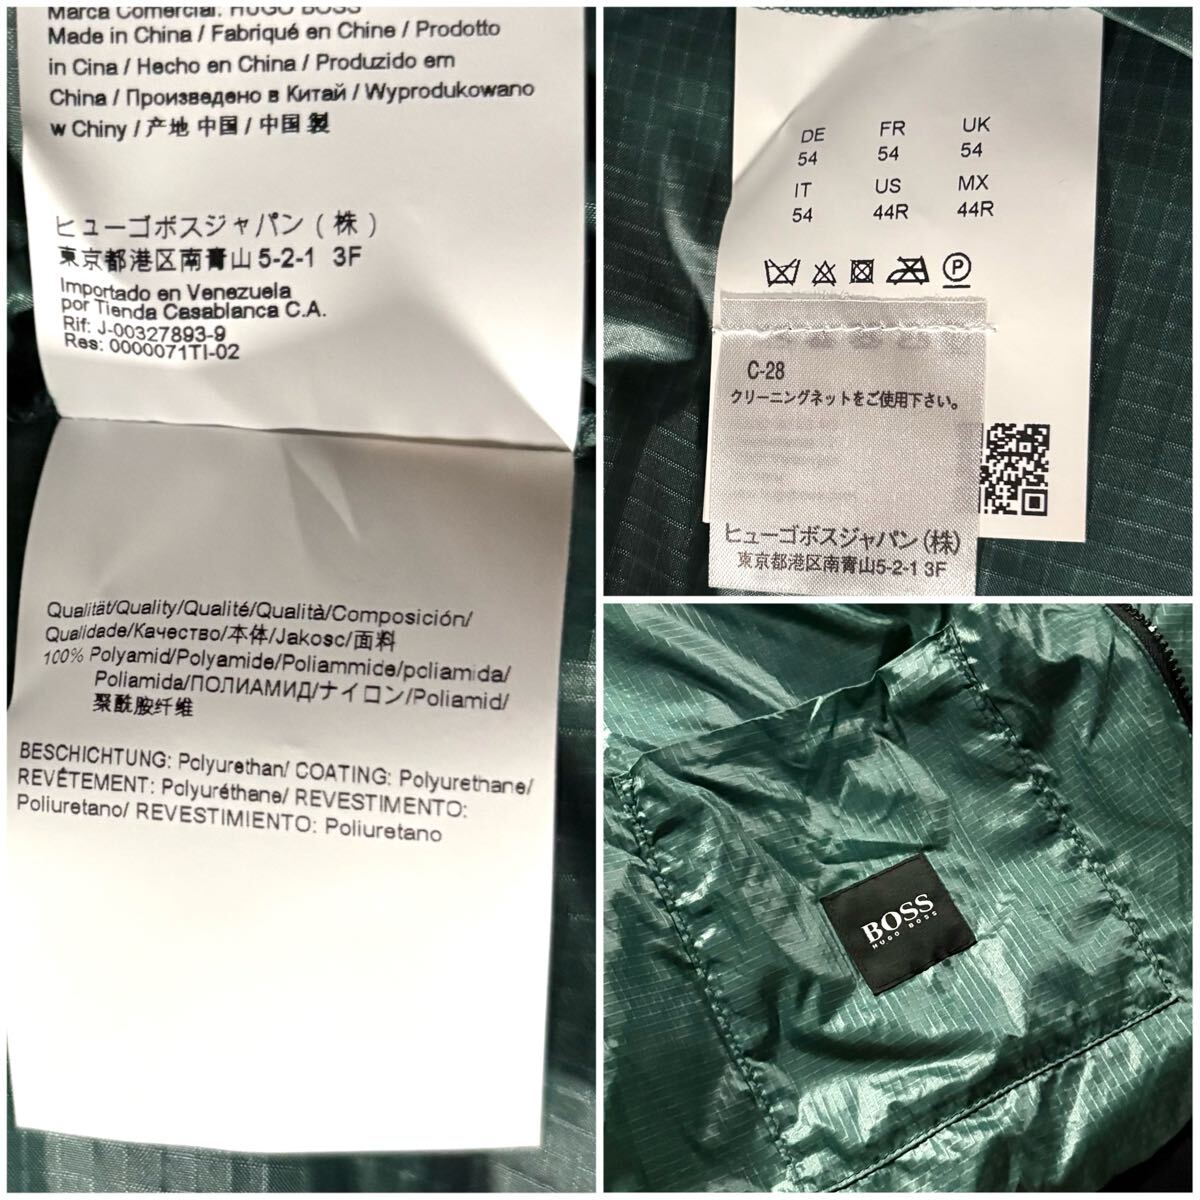 Marca Comercial: HUGO BOSS
Made in China / Fabriqué en Chine / Prodotto
in Cina / Hecho en China / Produzido em
China / Произведено в Китай / Wyprodukowano
w Chiny / 产地 中国 / 中国 製
ヒューゴボスジャパン ( 株 )
東京都港区南青山 5-2-1 3F
Importado en Venezuela
por Tienda Casablanca C.A.
Rif: J-00327893-9
Res: 0000071TI-02
Qualität/Quality/Qualité/Qualità/Composición/
Qualidade/Качество/本体/Jakosc/面料
100% Polyamid/Polyamide/Poliammide/poliamida/
Poliamida/ПОЛИАМИД/ナイロン/Poliamid/
聚酰胺纤维
BESCHICHTUNG: Polyurethan/ COATING: Polyurethane/
REVÊTEMENT: Polyuréthane/ REVESTIMENTO:
Poliuretano/ REVESTIMIENTO: Poliuretano
DE FR UK
54 54 54
IT US MX
54 44R 44R
P
C-28
クリーニングネットをご使用下さい。
ヒューゴボスジャパン(株)
東京都港区南青山5-2-1 3F
BOSS
HUGO BOSS